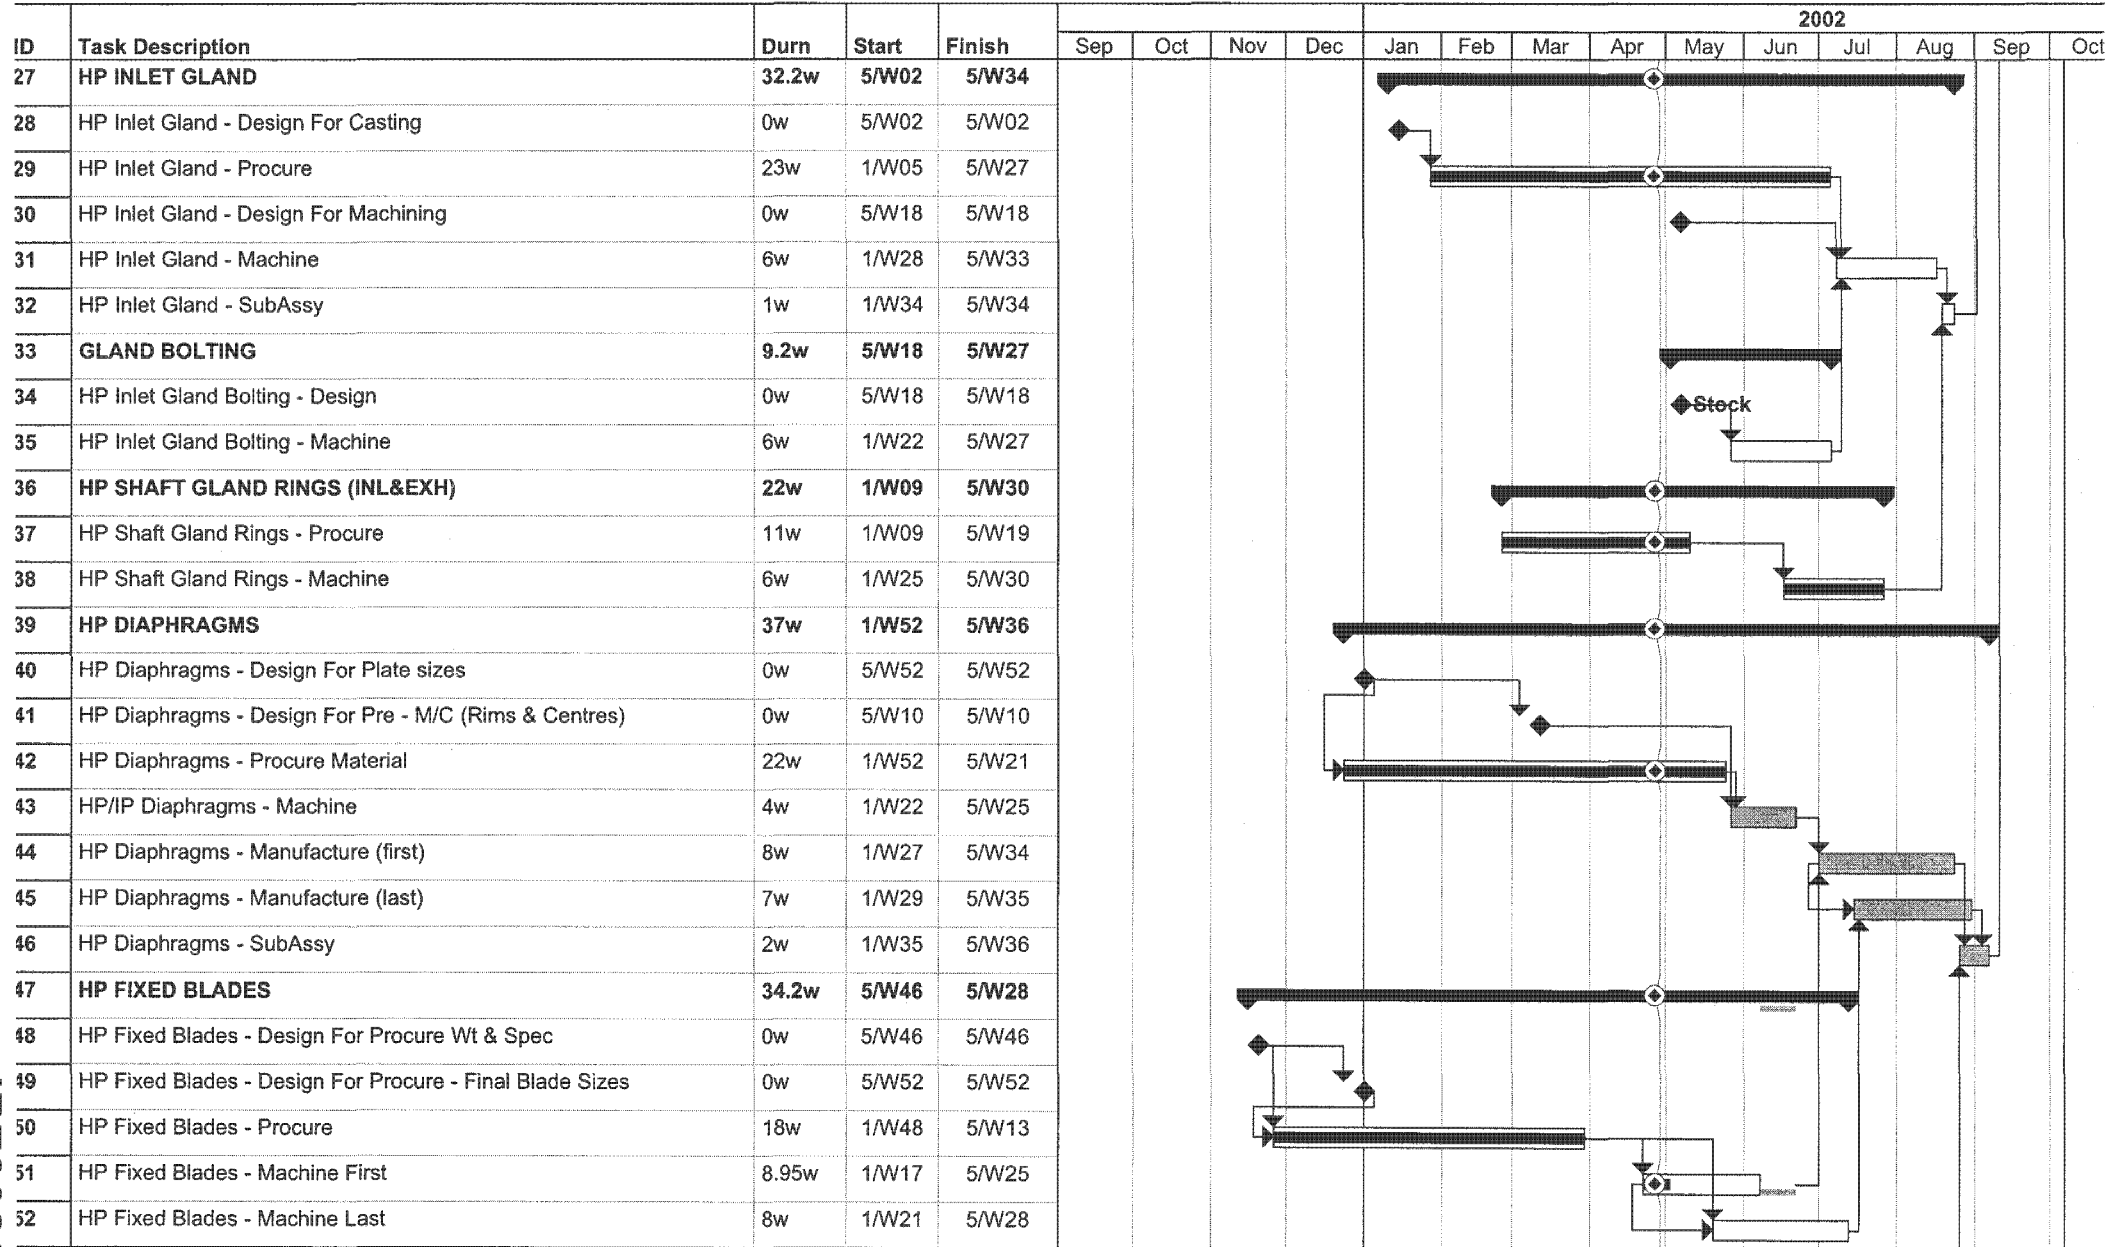 2002
ID Task Description Durn Start Finish Sep Oct Nov Dec Jan Feb Mar Apr May Jun Jul Aug Sep Oct
27 HP INLET GLAND 32.2w 5/W02 5/W34
28 HP Inlet Gland - Design For Casting 0w 5/W02 5/W02
29 HP Inlet Gland - Procure 23w 1/W05 5/W27
30 HP Inlet Gland - Design For Machining 0w 5/W18 5/W18
31 HP Inlet Gland - Machine 6w 1/W28 5/W33
32 HP Inlet Gland - SubAssy 1w 1/W34 5/W34
33 GLAND BOLTING 9.2w 5/W18 5/W27
34 HP Inlet Gland Bolting - Design 0w 5/W18 5/W18 Stock
35 HP Inlet Gland Bolting - Machine 6w 1/W22 5/W27
36 HP SHAFT GLAND RINGS (INL&EXH) 22w 1/W09 5/W30
37 HP Shaft Gland Rings - Procure 11w 1/W09 5/W19
38 HP Shaft Gland Rings - Machine 6w 1/W25 5/W30
39 HP DIAPHRAGMS 37w 1/W52 5/W36
40 HP Diaphragms - Design For Plate sizes 0w 5/W52 5/W52
41 HP Diaphragms - Design For Pre - M/C (Rims & Centres) 0w 5/W10 5/W10
42 HP Diaphragms - Procure Material 22w 1/W52 5/W21
43 HP/IP Diaphragms - Machine 4w 1/W22 5/W25
44 HP Diaphragms - Manufacture (first) 8w 1/W27 5/W34
45 HP Diaphragms - Manufacture (last) 7w 1/W29 5/W35
46 HP Diaphragms - SubAssy 2w 1/W35 5/W36
47 HP FIXED BLADES 34.2w 5/W46 5/W28
48 HP Fixed Blades - Design For Procure Wt & Spec 0w 5/W46 5/W46
49 HP Fixed Blades - Design For Procure - Final Blade Sizes 0w 5/W52 5/W52
50 HP Fixed Blades - Procure 18w 1/W48 5/W13
51 HP Fixed Blades - Machine First 8.95w 1/W17 5/W25
52 HP Fixed Blades - Machine Last 8w 1/W21 5/W28